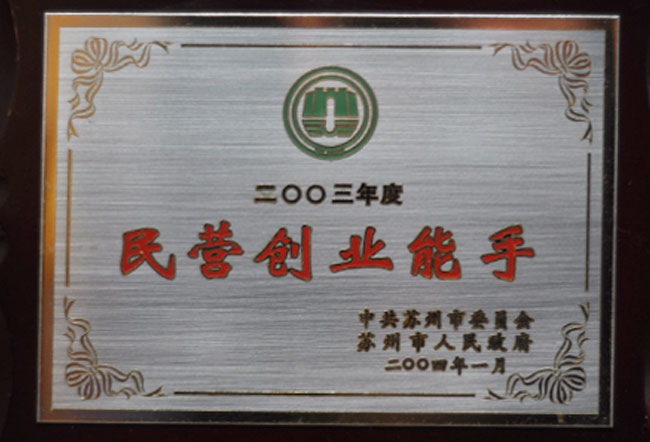 二〇〇三年度
民营创业能手
中共苏州市委员会
苏州市人民政府
二〇〇四年一月